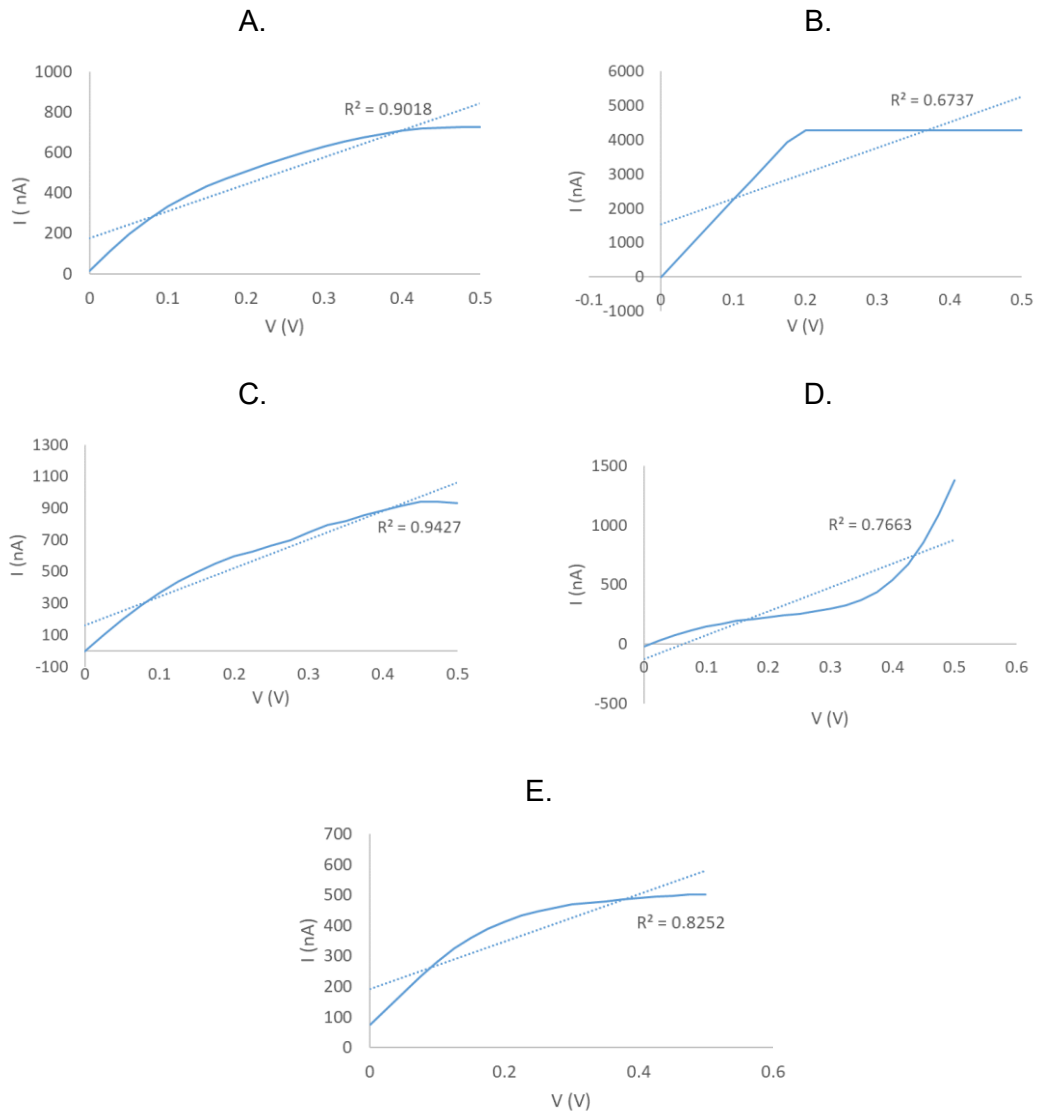 A.
1000
800
600
400
200
0
I ( nA)
R² = 0.9018
0 0.1 0.2 0.3 0.4 0.5
V (V)
B.
6000
5000
4000
3000
2000
1000
0
-1000
I (nA)
R² = 0.6737
-0.1 0 0.1 0.2 0.3 0.4 0.5
V (V)
C.
1300
1100
900
700
500
300
100
-100
I (nA)
R² = 0.9427
0 0.1 0.2 0.3 0.4 0.5
V (V)
D.
1500
1000
500
0
-500
I (nA)
R² = 0.7663
0 0.1 0.2 0.3 0.4 0.5 0.6
V (V)
E.
700
600
500
400
300
200
100
0
I (nA)
R² = 0.8252
0 0.2 0.4 0.6
V (V)